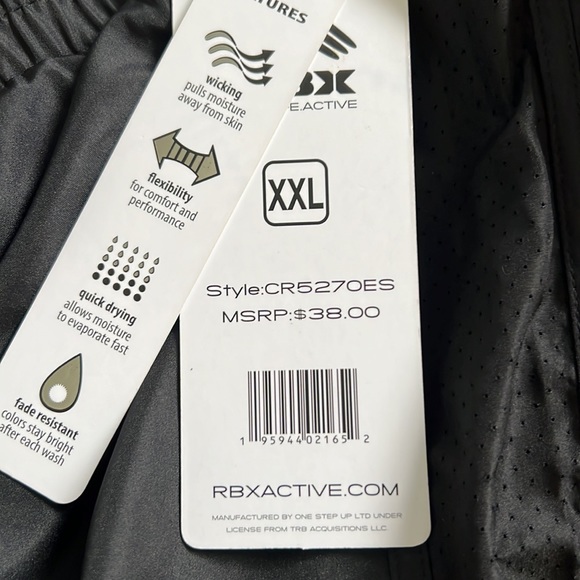 wicking
pulls moisture
away from skin
flexibility
for comfort and
performance
quick drying
allows moisture
to evaporate fast
fade resistant
colors stay bright
after each wash
BX
E.ACTIVE
XXL
Style:CR5270ES
MSRP:$38.00
1 95944 02165 2
RBXACTIVE.COM
MANUFACTURED BY ONE STEP UP LTD UNDER
LICENSE FROM TRB ACQUISITIONS LLC.